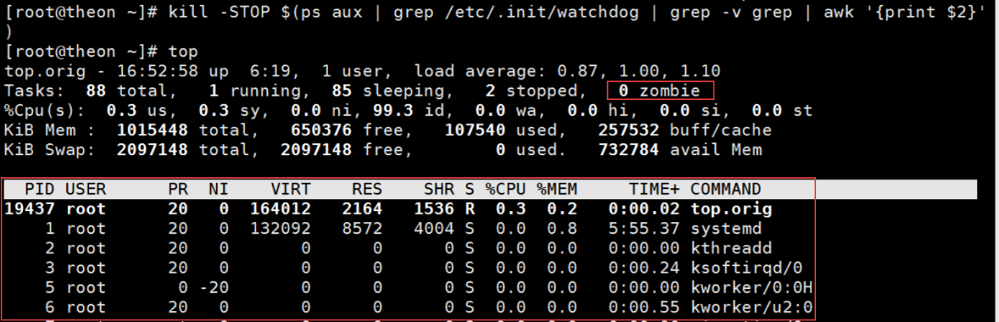 [root@theon ~]# kill -STOP $(ps aux | grep /etc/.init/watchdog | grep -v grep | awk '{print $2}'
)
[root@theon ~]# top
top.orig - 16:52:58 up  6:19,  1 user,  load average: 0.87, 1.00, 1.10
Tasks:  88 total,   1 running,  85 sleeping,   2 stopped,   0 zombie
%Cpu(s):  0.3 us,  0.3 sy,  0.0 ni, 99.3 id,  0.0 wa,  0.0 hi,  0.0 si,  0.0 st
KiB Mem :  1015448 total,   650376 free,   107540 used,   257532 buff/cache
KiB Swap:  2097148 total,  2097148 free,        0 used.   732784 avail Mem
  PID USER      PR  NI    VIRT    RES    SHR S %CPU %MEM     TIME+ COMMAND
19437 root      20   0  164012   2164   1536 R  0.3  0.2   0:00.02 top.orig
    1 root      20   0  132092   8572   4004 S  0.0  0.8   5:55.37 systemd
    2 root      20   0       0      0      0 S  0.0  0.0   0:00.00 kthreadd
    3 root      20   0       0      0      0 S  0.0  0.0   0:00.24 ksoftirqd/0
    5 root       0 -20       0      0      0 S  0.0  0.0   0:00.00 kworker/0:0H
    6 root      20   0       0      0      0 S  0.0  0.0   0:00.55 kworker/u2:0